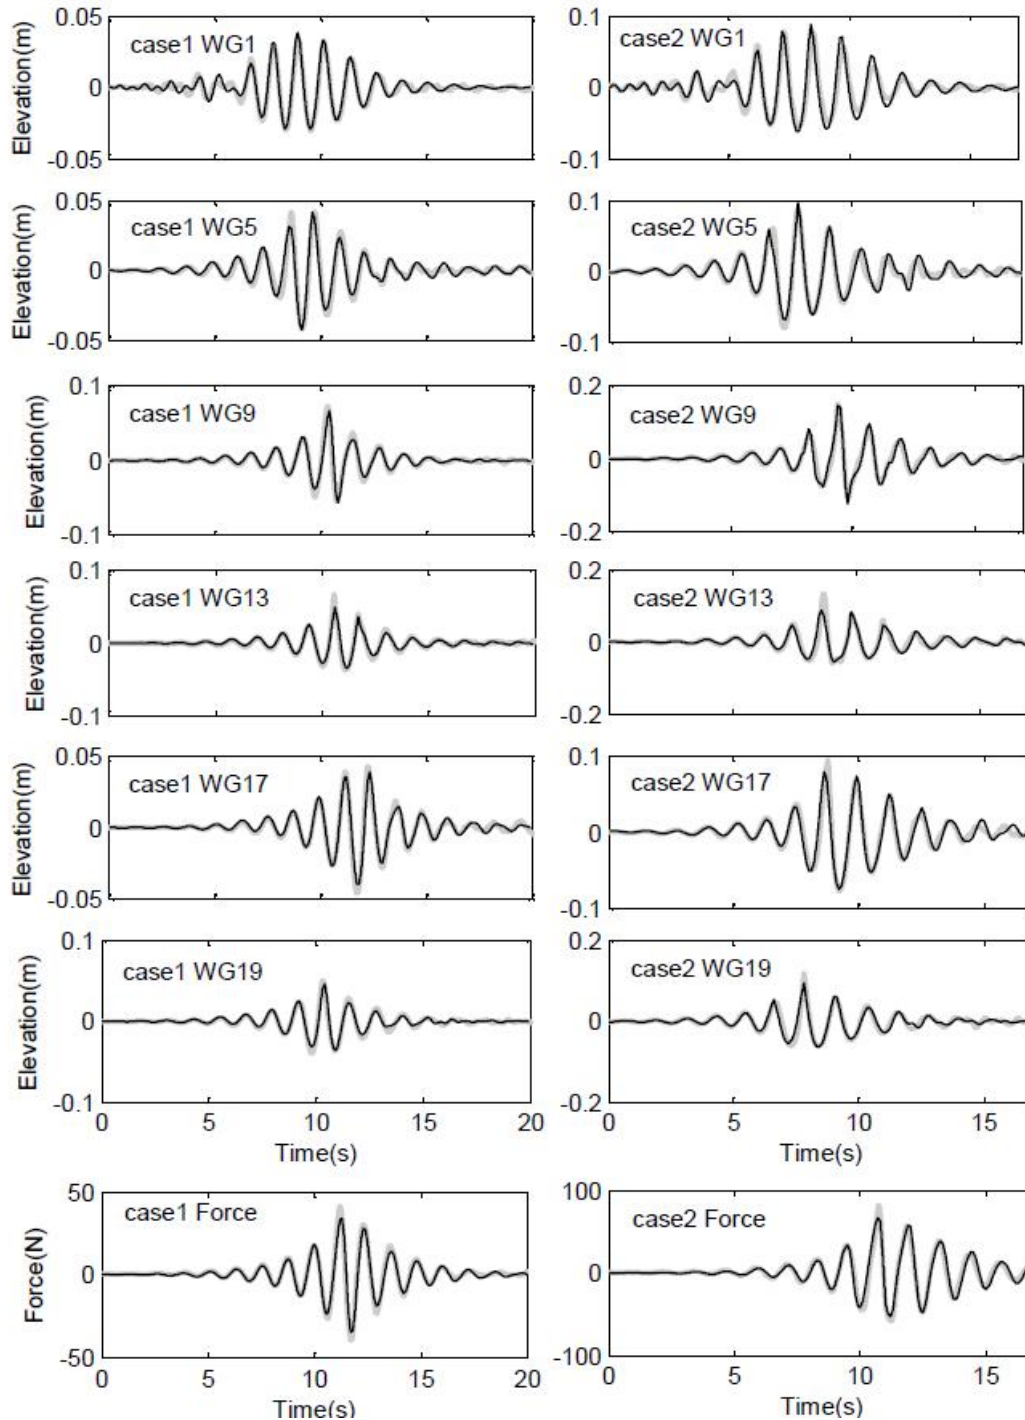 0.05
Elevation(m)
case1 WG1
0
-0.05
0.1
case2 WG1
0
-0.1
0.05
Elevation(m)
case1 WG5
0
-0.05
0.1
case2 WG5
0
-0.1
0.1
Elevation(m)
case1 WG9
0
-0.1
0.2
case2 WG9
0
-0.2
0.1
Elevation(m)
case1 WG13
0
-0.1
0.2
case2 WG13
0
-0.2
0.05
Elevation(m)
case1 WG17
0
-0.05
0.1
case2 WG17
0
-0.1
0.1
Elevation(m)
case1 WG19
0
-0.1
0 5 10 15 20
Time(s)
0.2
case2 WG19
0
-0.2
0 5 10 15
Time(s)
50
Force(N)
case1 Force
0
-50
0 5 10 15 20
Time(s)
100
case2 Force
0
-100
0 5 10 15
Time(s)